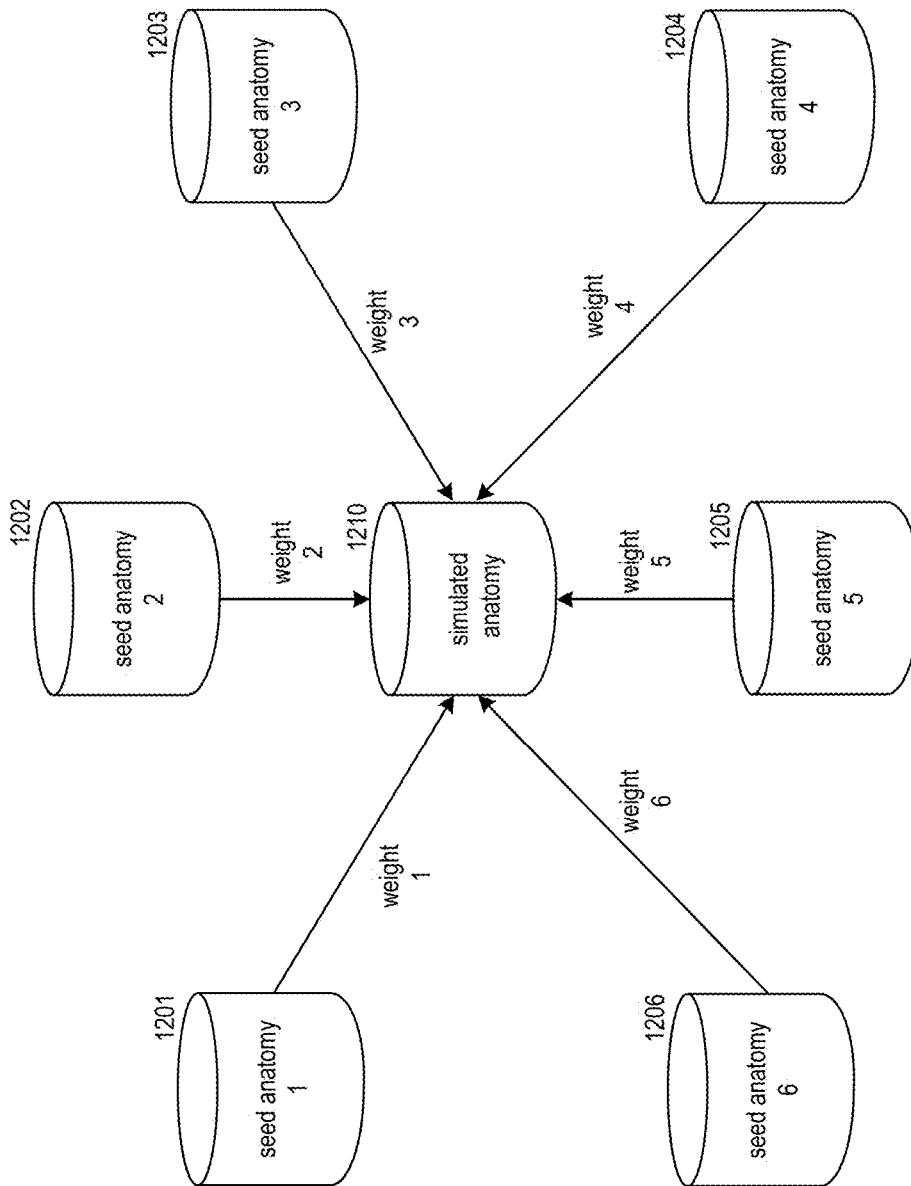 1201
seed anatomy
1
1202
seed anatomy
2
1203
seed anatomy
3
weight
1
weight
2
weight
3
1210
simulated
anatomy
weight
6
weight
5
weight
4
1206
seed anatomy
6
1205
seed anatomy
5
1204
seed anatomy
4